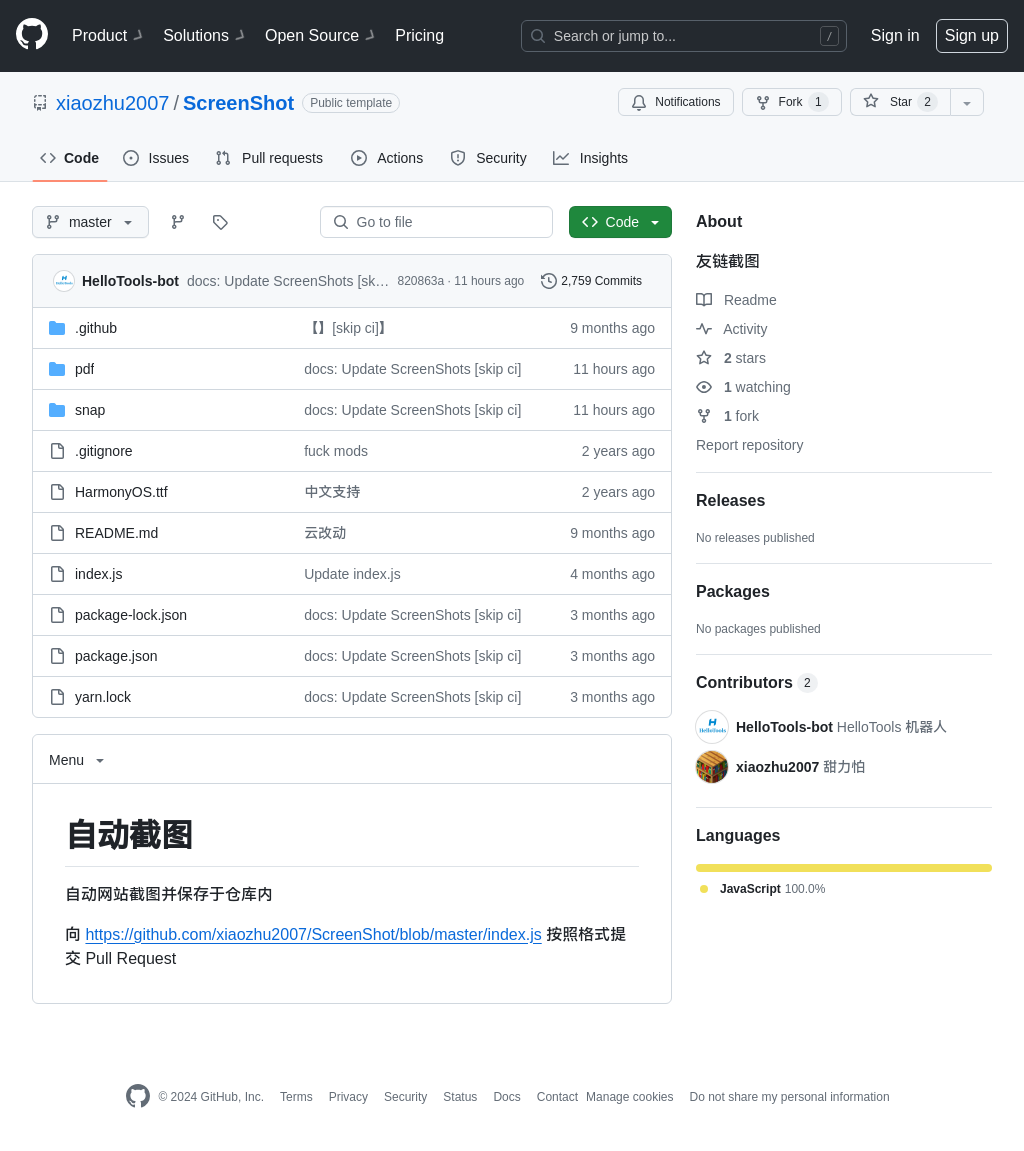 Product Solutions Open Source Pricing Search or jump to... / Sign in Sign up
xiaozhu2007 / ScreenShot Public template Notifications Fork 1 Star 2
Code Issues Pull requests Actions Security Insights
master Go to file Code
HelloTools-bot docs: Update ScreenShots [sk… 820863a · 11 hours ago 2,759 Commits
.github 【】[skip ci]】 9 months ago
pdf docs: Update ScreenShots [skip ci] 11 hours ago
snap docs: Update ScreenShots [skip ci] 11 hours ago
.gitignore fuck mods 2 years ago
HarmonyOS.ttf 中文支持 2 years ago
README.md 云改动 9 months ago
index.js Update index.js 4 months ago
package-lock.json docs: Update ScreenShots [skip ci] 3 months ago
package.json docs: Update ScreenShots [skip ci] 3 months ago
yarn.lock docs: Update ScreenShots [skip ci] 3 months ago
Menu
自动截图
自动网站截图并保存于仓库内
向 https://github.com/xiaozhu2007/ScreenShot/blob/master/index.js 按照格式提
交 Pull Request
About
友链截图
Readme
Activity
2 stars
1 watching
1 fork
Report repository
Releases
No releases published
Packages
No packages published
Contributors 2
HelloTools-bot HelloTools 机器人
xiaozhu2007 甜力怕
Languages
JavaScript 100.0%
© 2024 GitHub, Inc. Terms Privacy Security Status Docs Contact Manage cookies Do not share my personal information